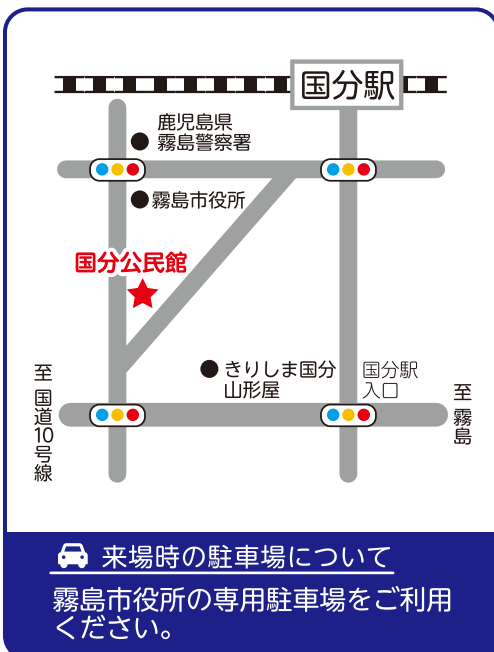 国分駅
鹿児島県
霧島警察署
霧島市役所
国分公民館
きりしま国分
山形屋
国分駅
入口
至 国道10号線
至 霧島
来場時の駐車場について
霧島市役所の専用駐車場をご利用
ください。